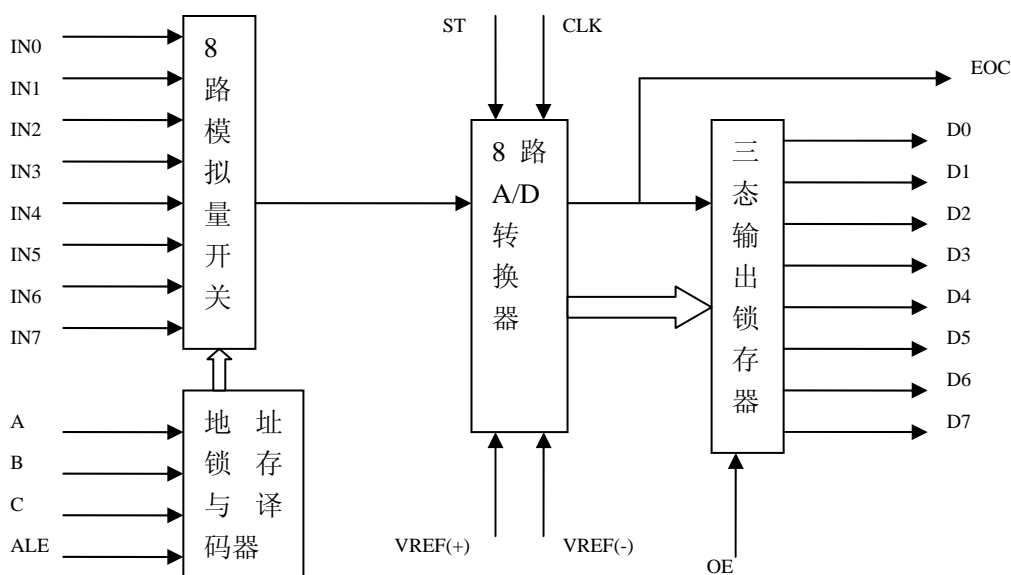 IN0
IN1
IN2
IN3
IN4
IN5
IN6
IN7
8
路
模
拟
量
开
关
A
B
C
ALE
地 址
锁 存
与 译
码器
ST
CLK
8 路
A/D
转
换
器
VREF(+)
VREF(-)
EOC
三
态
输
出
锁
存
器
OE
D0
D1
D2
D3
D4
D5
D6
D7